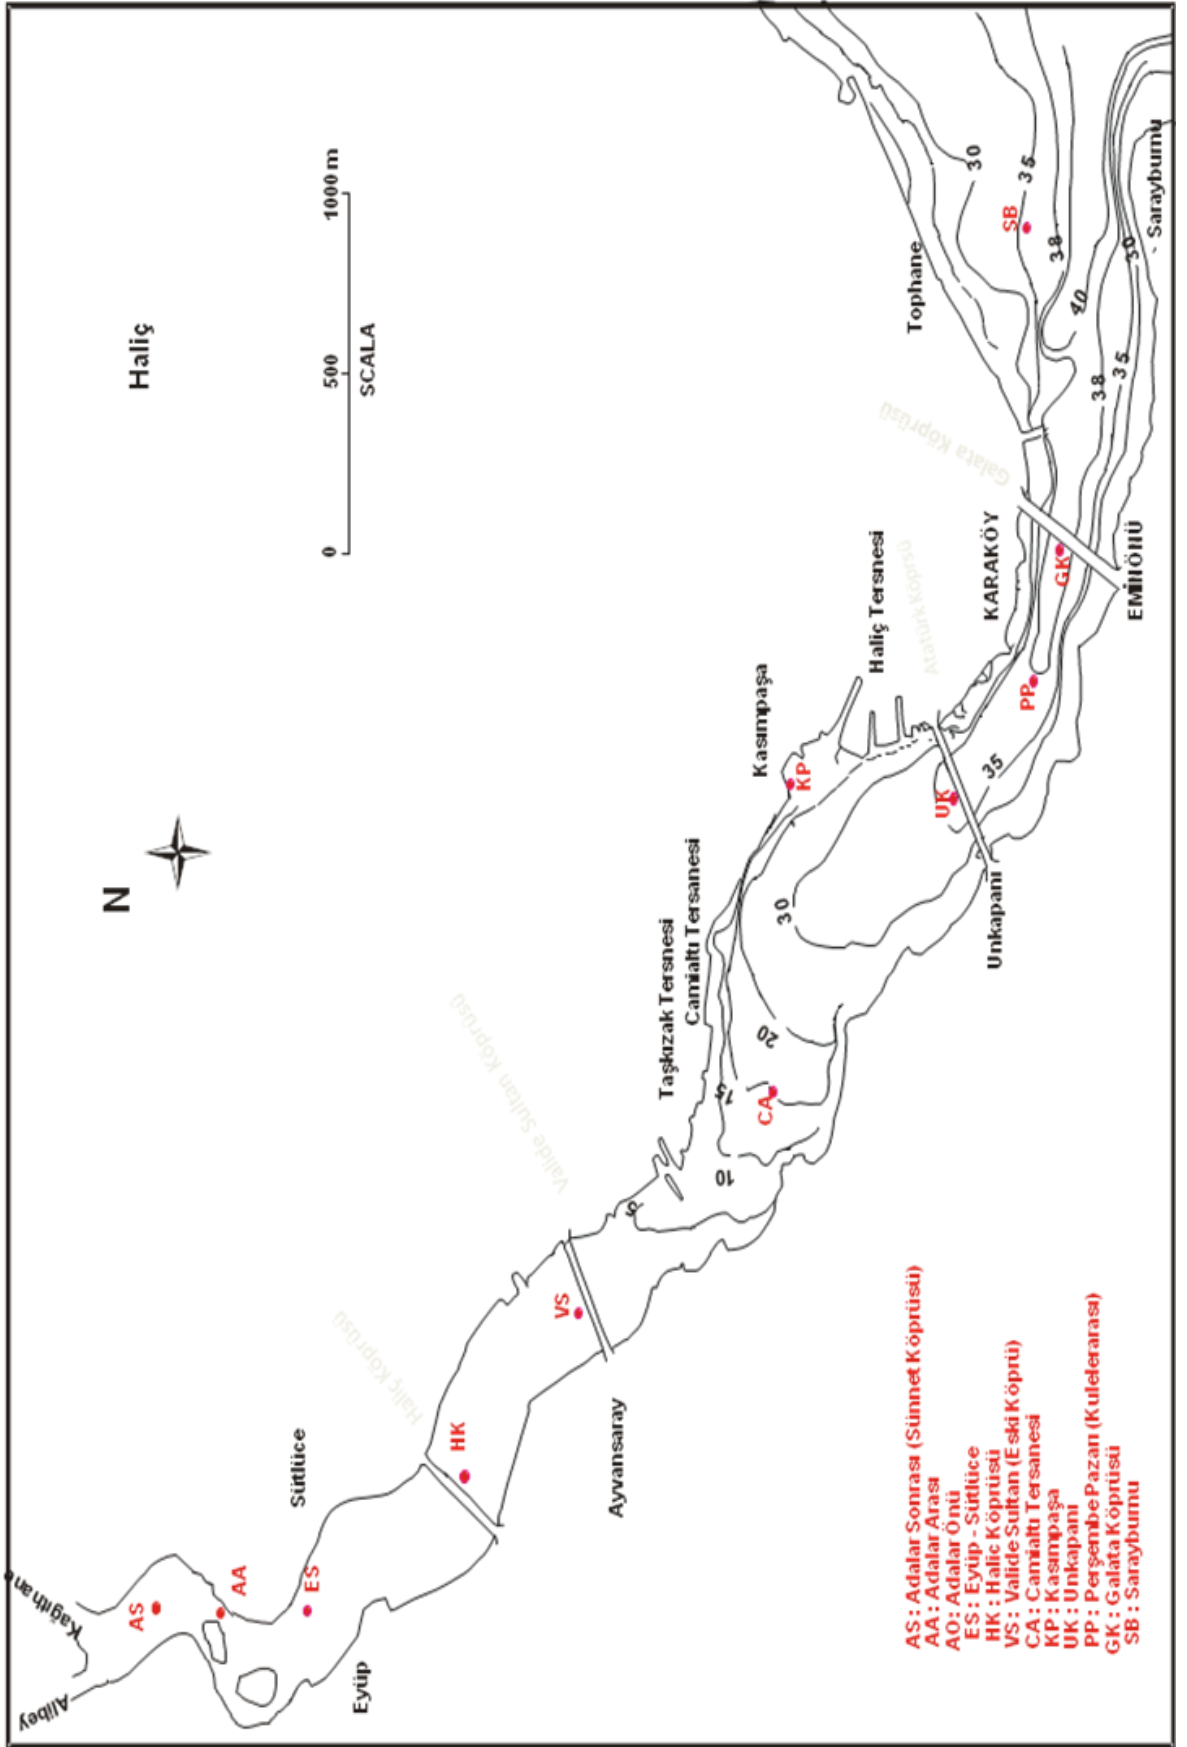 Haliç
N
0 500 1000 m
SCALA
Kağıthane
Alibey
AS
AA
ES
Sütlüce
Eyüp
HK
Haliç Köprüsü
Ayvansaray
VS
Valide Sultan Köprüsü
5
10
15
20
CA
Taşkızak Tersnesi
Camialtı Tersanesi
30
Kasımpaşa
KP
Haliç Tersnesi
Atatürk Köprüsü
UK
Unkapanı
35
PP
KARAKÖY
GK
EMİNÖNÜ
Galata Köprüsü
Tophane
38
35
40
38
30
35
SB
30
Sarayburnu
AS : Adalar Sonrası (Sünnet Köprüsü)
AA : Adalar Arası
AO : Adalar Önü
ES : Eyüp - Sütlüce
HK : Halic Köprüsü
VS : Valide Sultan (Eski Köprü)
CA : Camialtı Tersanesi
KP : Kasımpaşa
UK : Unkapanı
PP : Perşembe Pazarı (Kulelerarası)
GK : Galata Köprüsü
SB : Sarayburnu